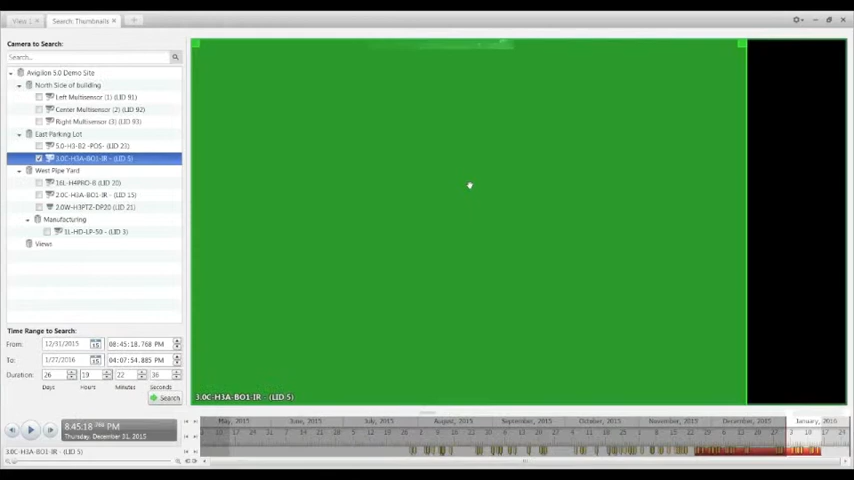 View 1
Search: Thumbnails
Camera to Search:
Search...
Avigilon 5.0 Demo Site
North Side of building
Left Multisensor (1) (LID 91)
Center Multisensor (2) (LID 92)
Right Multisensor (3) (LID 93)
East Parking Lot
5.0-H3-B2 -POS- (LID 23)
3.0C-H3A-BO1-IR - (LID 5)
West Pipe Yard
16L-H4PRO-B (LID 20)
2.0C-H3A-BO1-IR - (LID 15)
2.0W-H3PTZ-DP20 (LID 21)
Manufacturing
1L-HD-LP-50 - (LID 3)
Views
Time Range to Search:
From: 12/31/2015 15 08:45:18.768 PM
To: 1/27/2016 15 04:07:54.885 PM
Duration: 26 19 22 36
Days Hours Minutes Seconds
Search
3.0C-H3A-BO1-IR - (LID 5)
8:45:18 PM
Thursday, December 31, 2015
May, 2015 June, 2015 July, 2015 August, 2015 September, 2015 October, 2015 November, 2015 December, 2015 January, 2016
3.0C-H3A-BO1-IR - (LID 5)